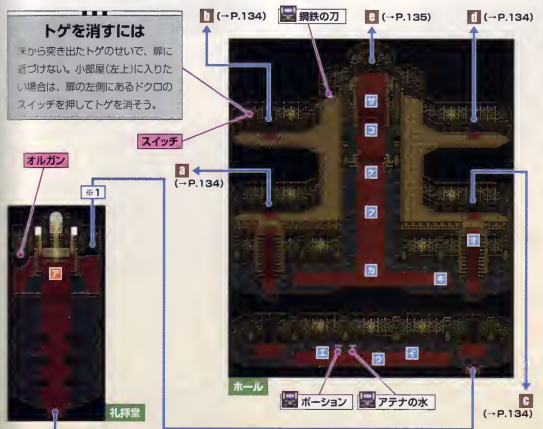 トゲを消すには
床から突き出たトゲのせいで、扉に
近づけない。小部屋(左上)に入りた
い場合は、扉の左側にあるドクロの
スイッチを押してトゲを消そう。
b (→P.134)
鋼鉄の刀
e (→P.135)
d (→P.134)
スイッチ
オルガン
※1
a
(→P.134)
サ
コ
ケ
ク
オ
カ
キ
ア
エ
ウ
イ
ホール
礼拝堂
ポーション
アテナの水
c
(→P.134)